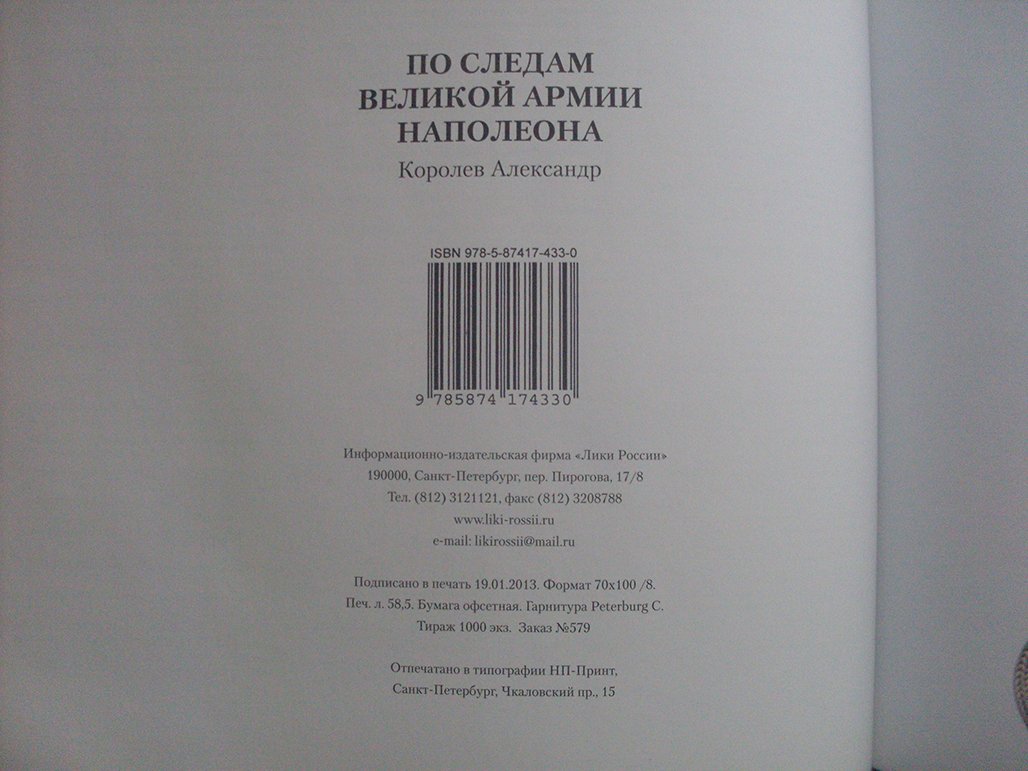 ПО СЛЕДАМ
ВЕЛИКОЙ АРМИИ
НАПОЛЕОНА
Королев Александр
ISBN 978-5-87417-433-0
9 785874 174330
Информационно-издательская фирма «Лики России»
190000, Санкт-Петербург, пер. Пирогова, 17/8
Тел. (812) 3121121, факс (812) 3208788
www.liki-rossii.ru
e-mail: likirossii@mail.ru
Подписано в печать 19.01.2013. Формат 70х100 /8.
Печ. л. 58,5. Бумага офсетная. Гарнитура Peterburg C.
Тираж 1000 экз. Заказ №579
Отпечатано в типографии НП-Принт,
Санкт-Петербург, Чкаловский пр., 15